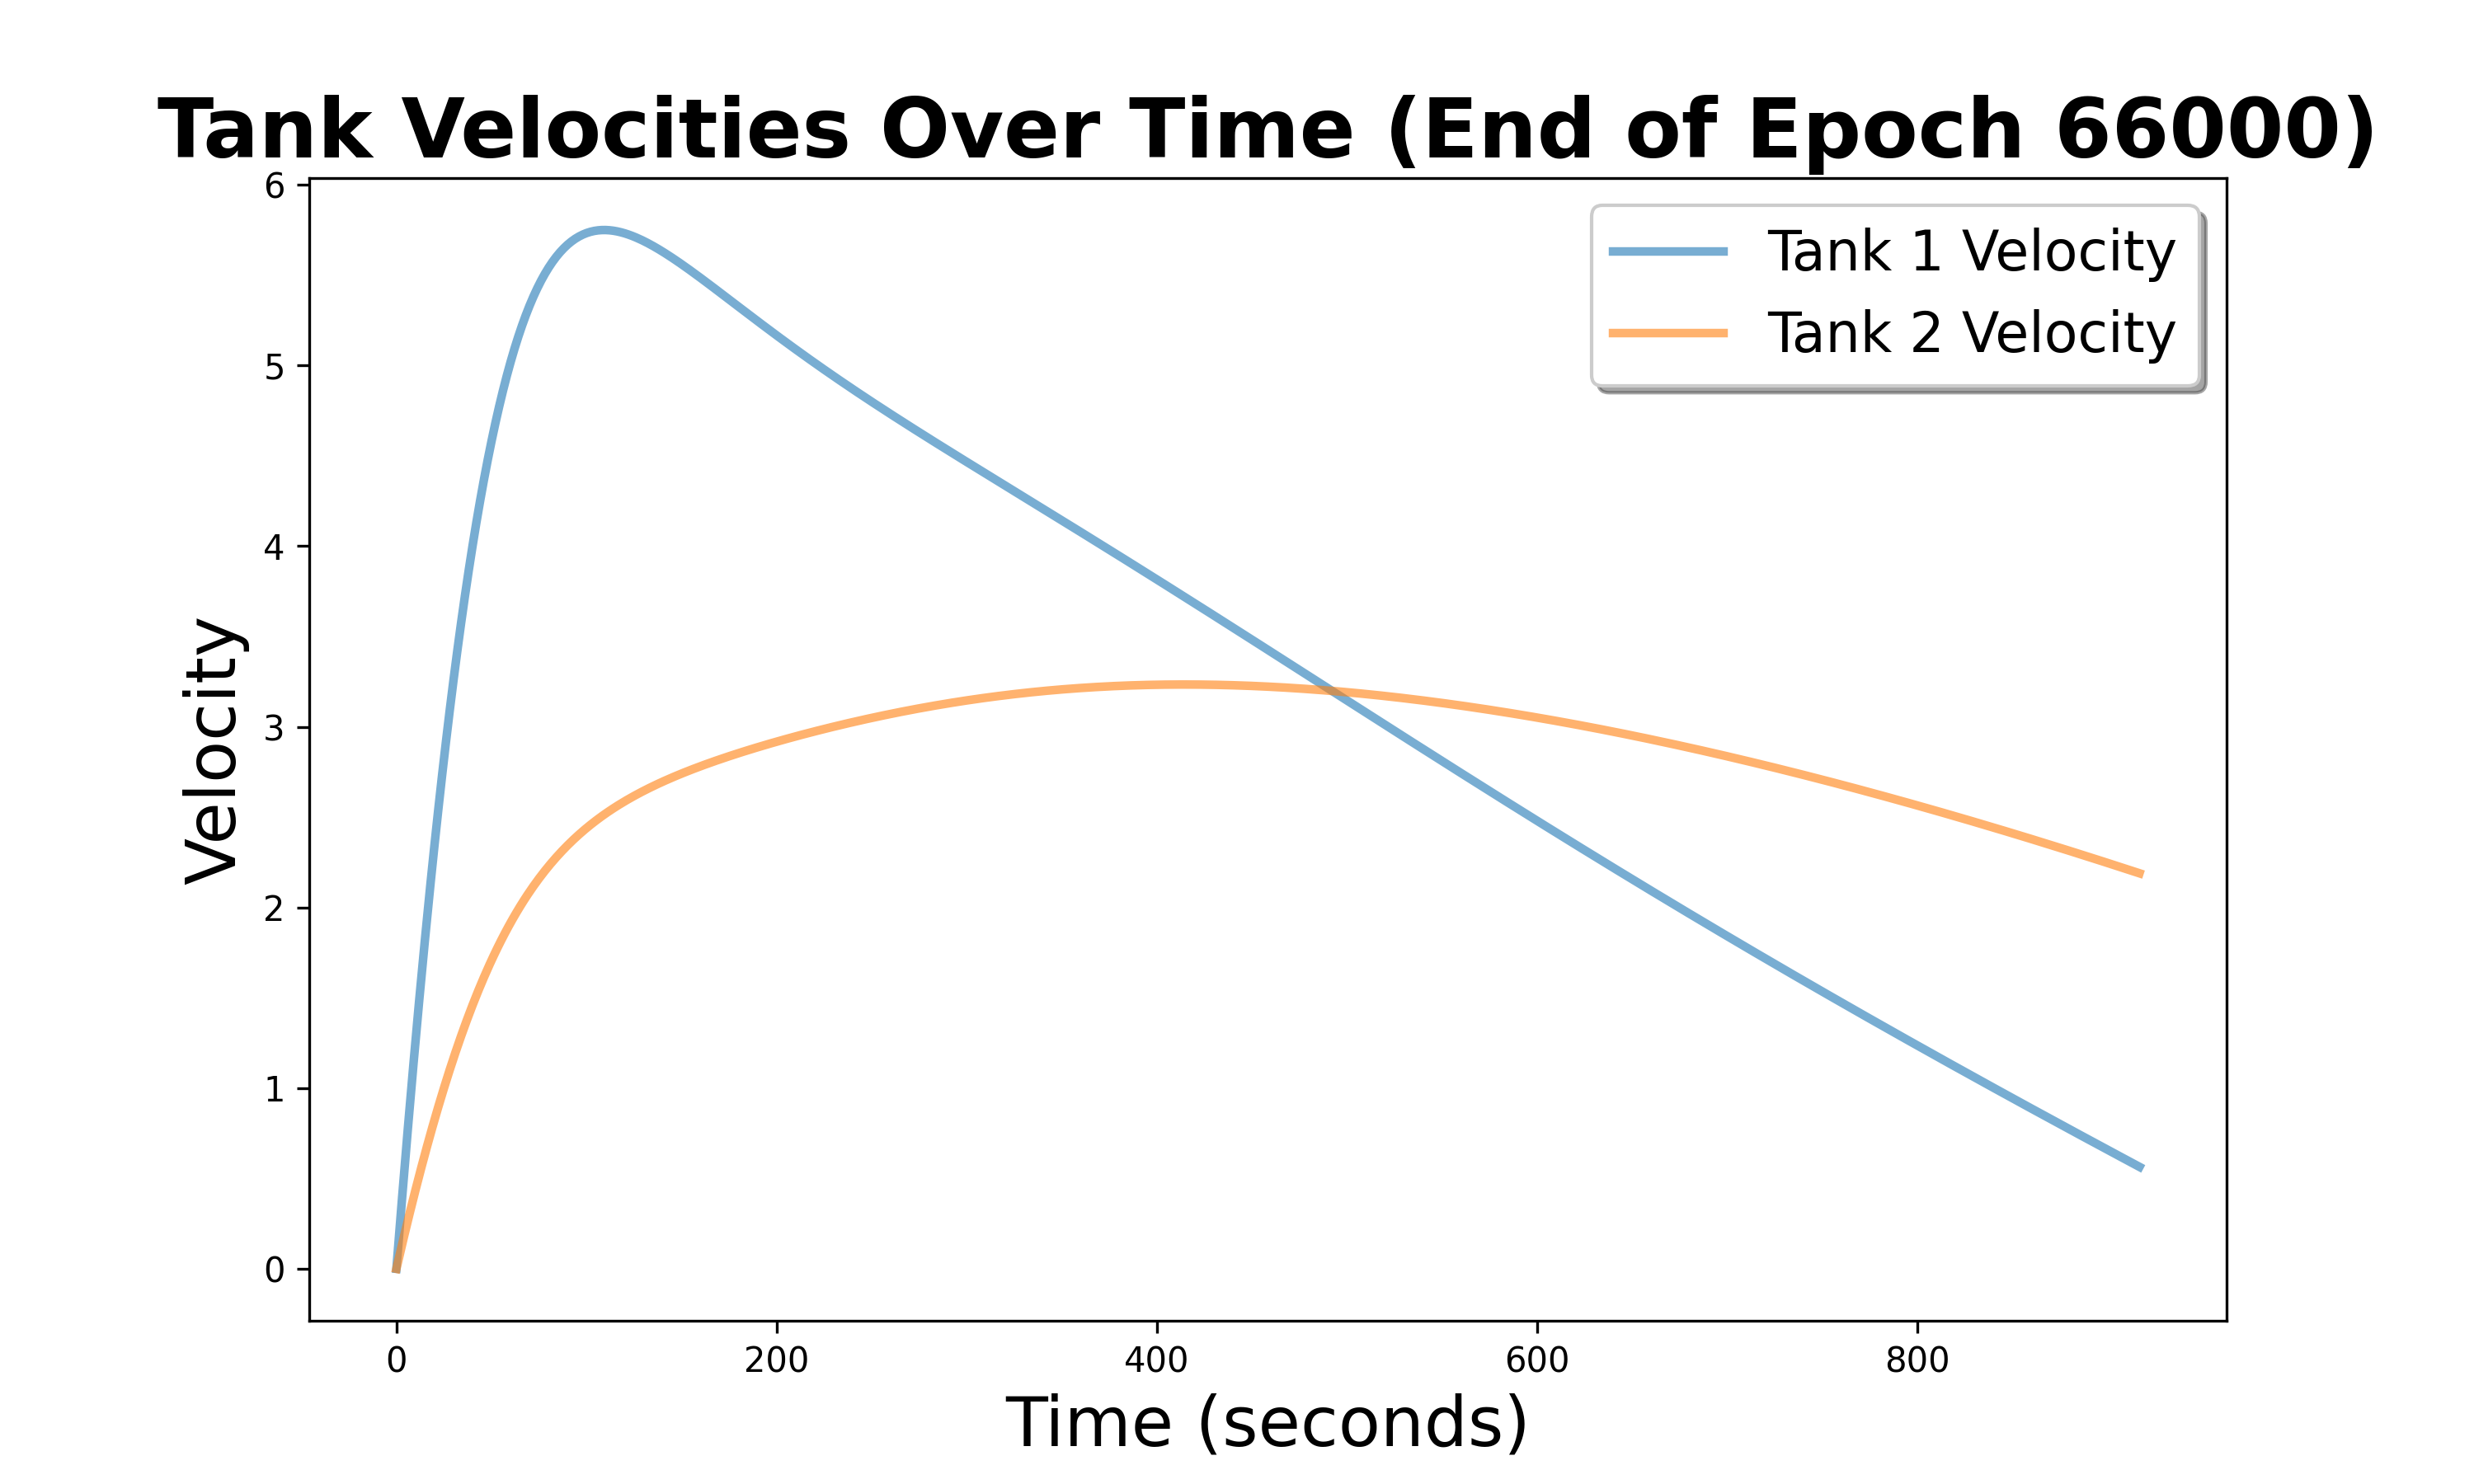 Tank Velocities Over Time (End of Epoch 66000)
Tank 1 Velocity
Tank 2 Velocity
Velocity
6
5
4
3
2
1
0
0 200 400 600 800
Time (seconds)